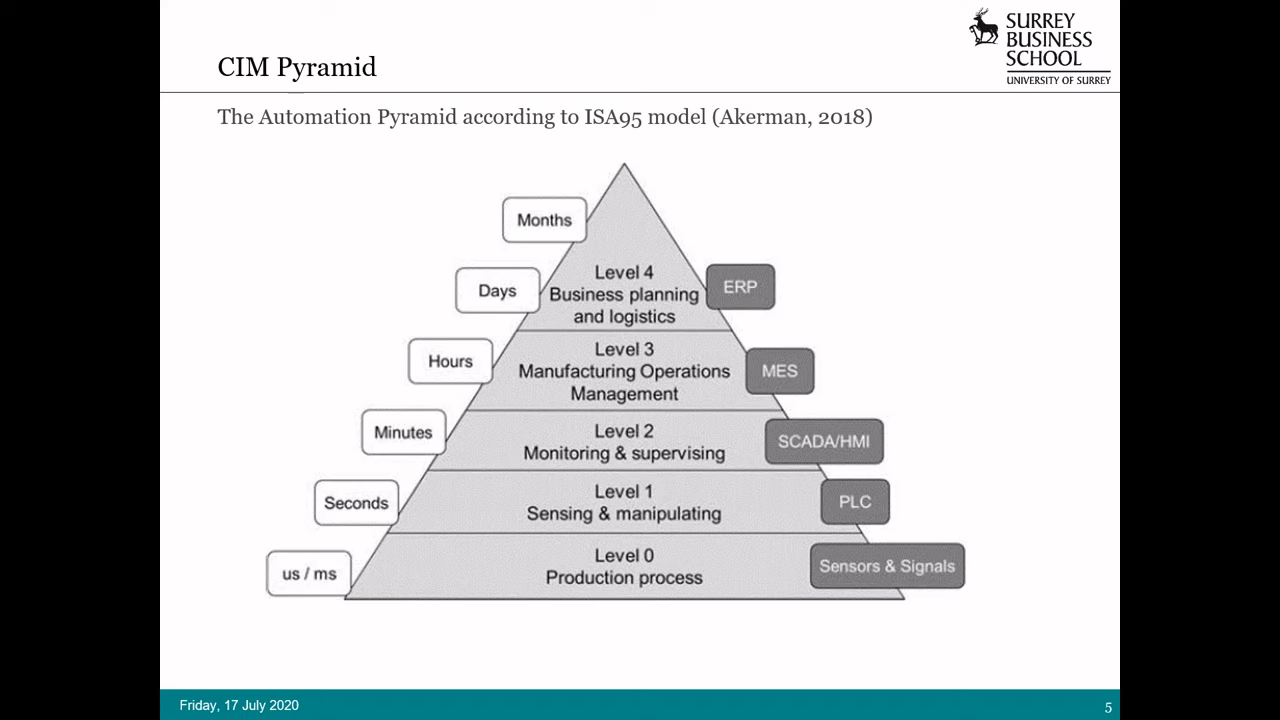 SURREY
BUSINESS
SCHOOL
UNIVERSITY OF SURREY
CIM Pyramid
The Automation Pyramid according to ISA95 model (Akerman, 2018)
Months
Days
Level 4
Business planning
and logistics
ERP
Hours
Level 3
Manufacturing Operations
Management
MES
Minutes
Level 2
Monitoring & supervising
SCADA/HMI
Seconds
Level 1
Sensing & manipulating
PLC
us / ms
Level 0
Production process
Sensors & Signals
Friday, 17 July 2020
5